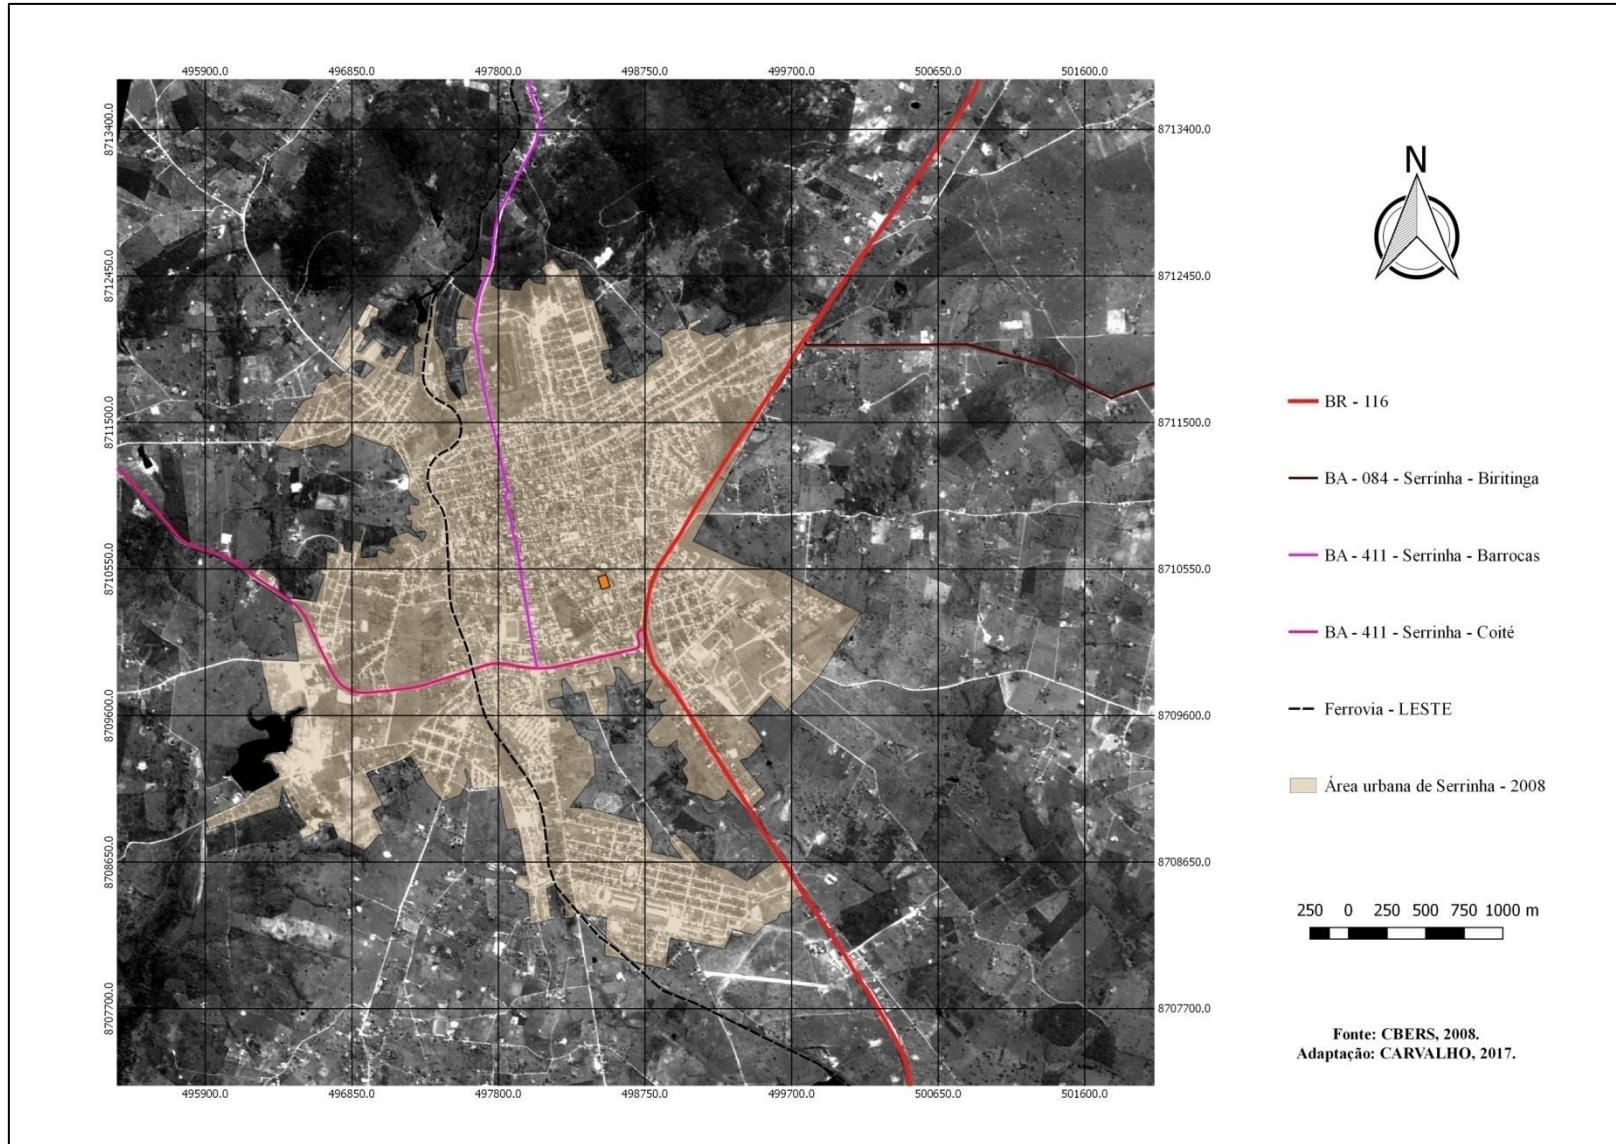 495900.0 496850.0 497800.0 498750.0 499700.0 500650.0 501600.0
8713400.0 8713400.0
8712450.0 8712450.0
8711500.0 8711500.0
8710550.0 8710550.0
8709600.0 8709600.0
8708650.0 8708650.0
8707700.0 8707700.0
495900.0 496850.0 497800.0 498750.0 499700.0 500650.0 501600.0
N
BR - 116
BA - 084 - Serrinha - Biritinga
BA - 411 - Serrinha - Barrocas
BA - 411 - Serrinha - Coité
Ferrovia - LESTE
Área urbana de Serrinha - 2008
250 0 250 500 750 1000 m
Fonte: CBERS, 2008.
Adaptação: CARVALHO, 2017.